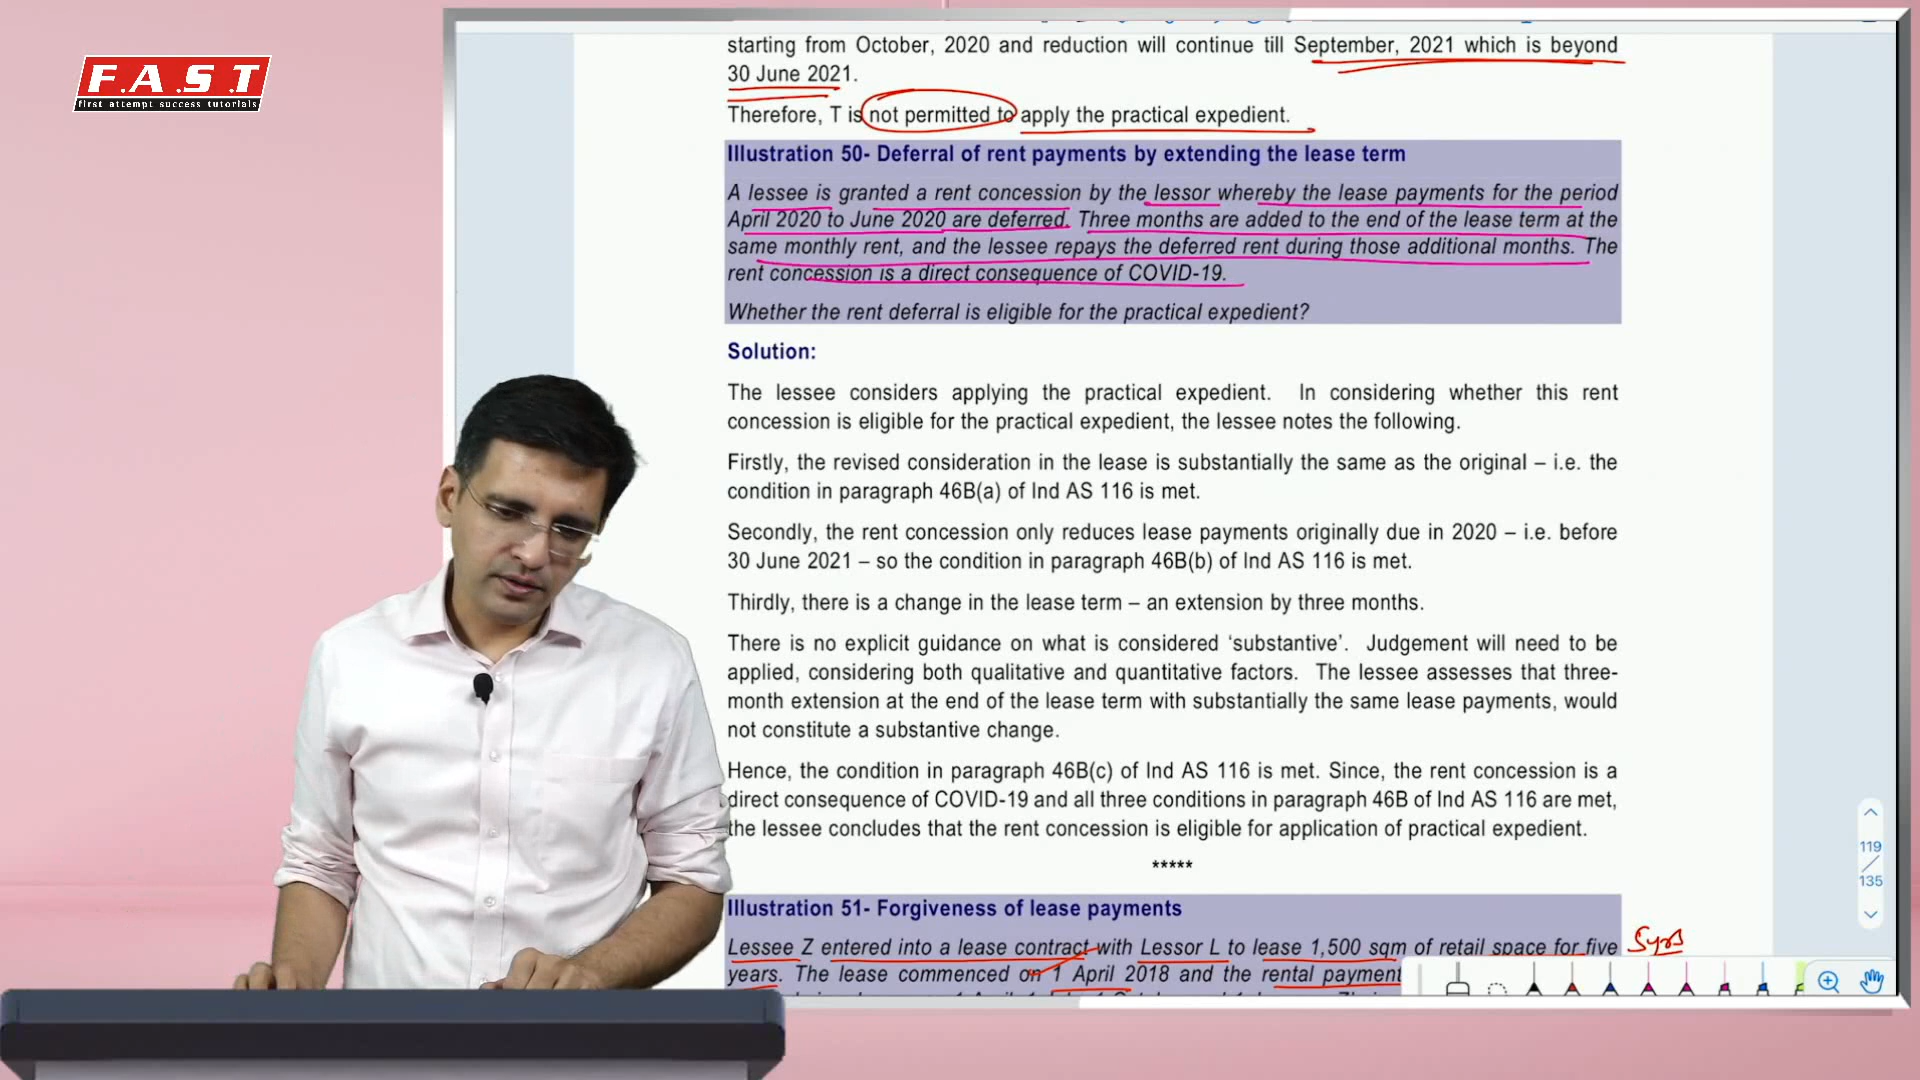 F.A.S.T
first attempt success tutorials
starting from October, 2020 and reduction will continue till September, 2021 which is beyond
30 June 2021.
Therefore, T is not permitted to apply the practical expedient.
Illustration 50- Deferral of rent payments by extending the lease term
A lessee is granted a rent concession by the lessor whereby the lease payments for the period
April 2020 to June 2020 are deferred. Three months are added to the end of the lease term at the
same monthly rent, and the lessee repays the deferred rent during those additional months. The
rent concession is a direct consequence of COVID-19.
Whether the rent deferral is eligible for the practical expedient?
Solution:
The lessee considers applying the practical expedient. In considering whether this rent
concession is eligible for the practical expedient, the lessee notes the following.
Firstly, the revised consideration in the lease is substantially the same as the original – i.e. the
condition in paragraph 46B(a) of Ind AS 116 is met.
Secondly, the rent concession only reduces lease payments originally due in 2020 – i.e. before
30 June 2021 – so the condition in paragraph 46B(b) of Ind AS 116 is met.
Thirdly, there is a change in the lease term – an extension by three months.
There is no explicit guidance on what is considered ‘substantive’. Judgement will need to be
applied, considering both qualitative and quantitative factors. The lessee assesses that three-
month extension at the end of the lease term with substantially the same lease payments, would
not constitute a substantive change.
Hence, the condition in paragraph 46B(c) of Ind AS 116 is met. Since, the rent concession is a
direct consequence of COVID-19 and all three conditions in paragraph 46B of Ind AS 116 are met,
the lessee concludes that the rent concession is eligible for application of practical expedient.
*****
119
135
Illustration 51- Forgiveness of lease payments
Lessee Z entered into a lease contract with Lessor L to lease 1,500 sqm of retail space for five 5yrs
years. The lease commenced on 1 April 2018 and the rental payment